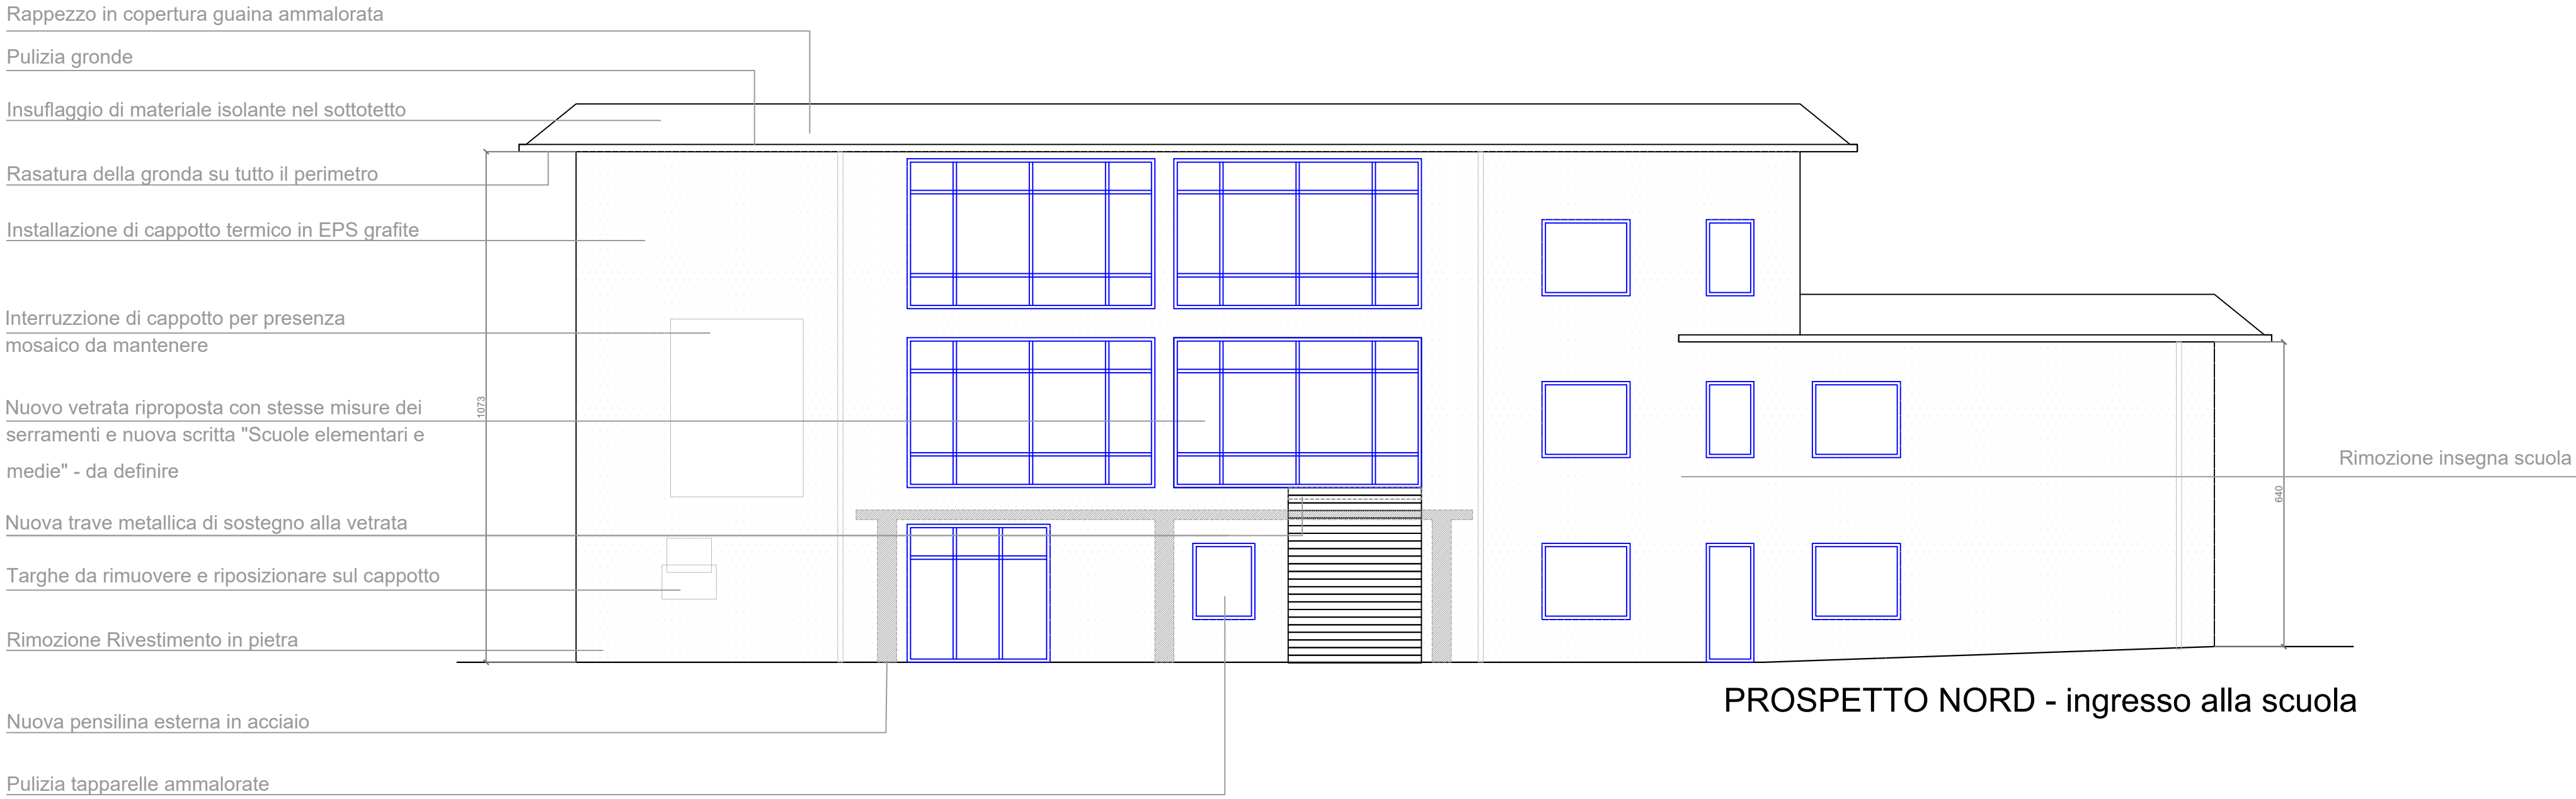 Rappezzo in copertura guaina ammalorata
Pulizia gronde
Insuflaggio di materiale isolante nel sottotetto
Rasatura della gronda su tutto il perimetro
Installazione di cappotto termico in EPS grafite
Interruzzione di cappotto per presenza
mosaico da mantenere
1073
Nuovo vetrata riproposta con stesse misure dei
serramenti e nuova scritta "Scuole elementari e
medie" - da definire
Rimozione insegna scuola
640
Nuova trave metallica di sostegno alla vetrata
Targhe da rimuovere e riposizionare sul cappotto
Rimozione Rivestimento in pietra
PROSPETTO NORD - ingresso alla scuola
Nuova pensilina esterna in acciaio
Pulizia tapparelle ammalorate